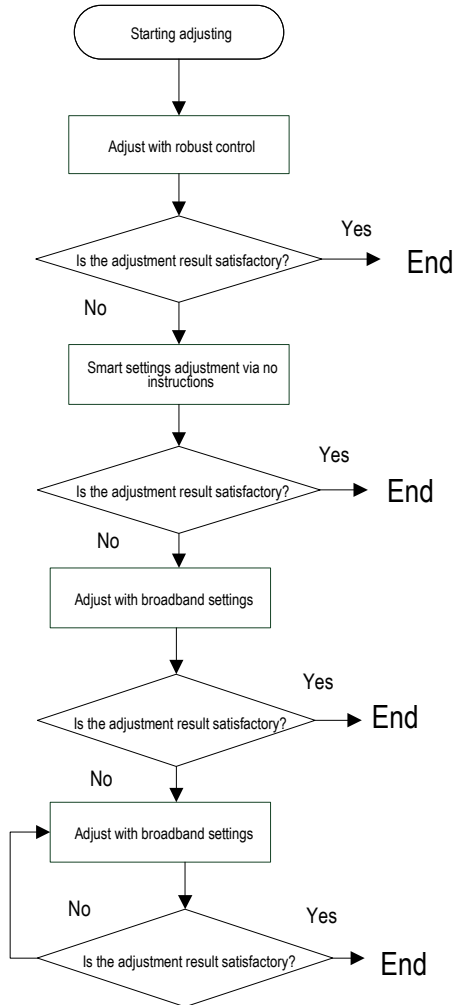 Starting adjusting
Adjust with robust control
Is the adjustment result satisfactory?
Yes
End
No
Smart settings adjustment via no
instructions
Is the adjustment result satisfactory?
Yes
End
No
Adjust with broadband settings
Is the adjustment result satisfactory?
Yes
End
No
Adjust with broadband settings
No
Is the adjustment result satisfactory?
Yes
End